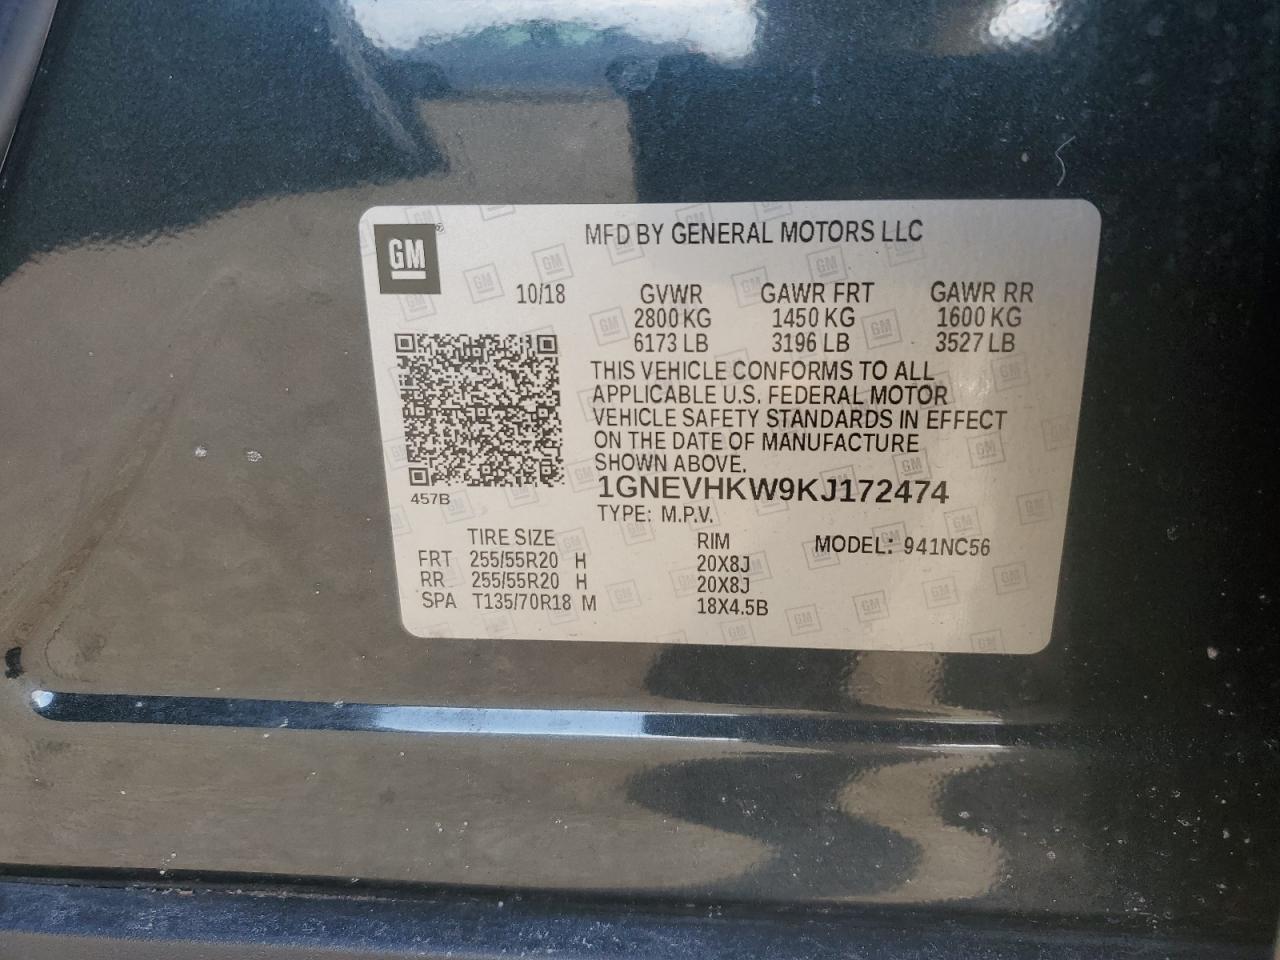 GM
MFD BY GENERAL MOTORS LLC
10/18 GVWR GAWR FRT GAWR RR
2800 KG 1450 KG 1600 KG
6173 LB 3196 LB 3527 LB
THIS VEHICLE CONFORMS TO ALL
APPLICABLE U.S. FEDERAL MOTOR
VEHICLE SAFETY STANDARDS IN EFFECT
ON THE DATE OF MANUFACTURE
SHOWN ABOVE.
1GNEVHKW9KJ172474
457B
TYPE: M.P.V.
TIRE SIZE RIM MODEL: 941NC56
FRT 255/55R20 H 20X8J
RR 255/55R20 H 20X8J
SPA T135/70R18 M 18X4.5B